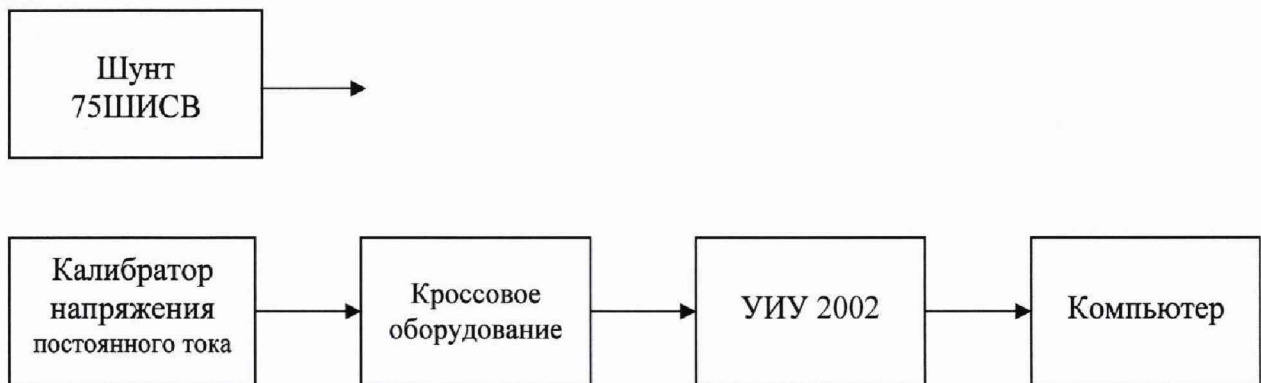 Шунт
75ШИСВ
Калибратор
напряжения
постоянного тока
Кроссовое
оборудование
УИУ 2002
Компьютер